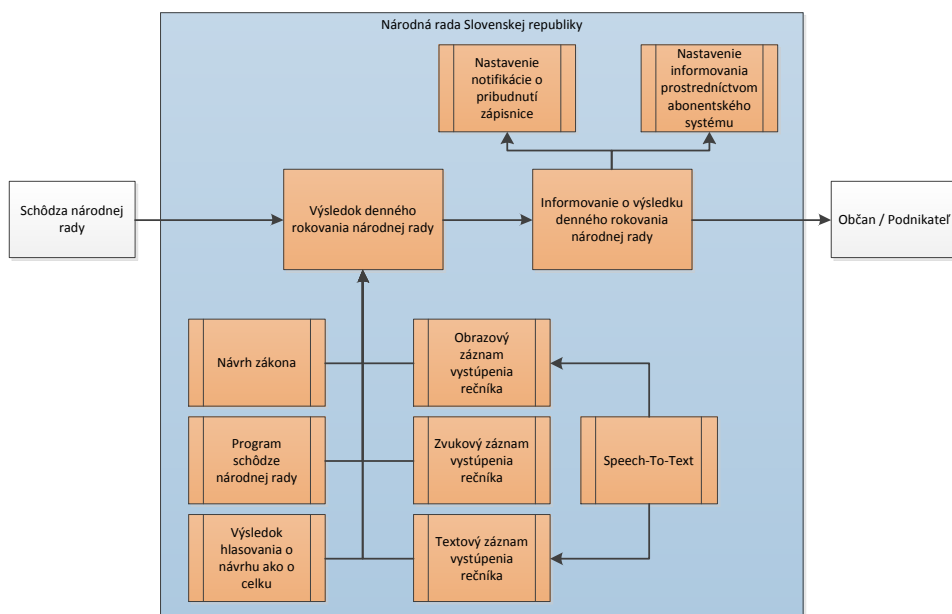 Národná rada Slovenskej republiky
Nastavenie
notifikácie o
pribudnutí
zápisnice
Nastavenie
informovania
prostredníctvom
abonentského
systému
Schôdza národnej
rady
Výsledok denného
rokovania národnej rady
Informovanie o výsledku
denného rokovania
národnej rady
Občan / Podnikateľ
Návrh zákona
Obrazový
záznam
vystúpenia
rečníka
Program
schôdze
národnej rady
Zvukový záznam
vystúpenia
rečníka
Speech-To-Text
Výsledok
hlasovania o
návrhu ako o
celku
Textový záznam
vystúpenia
rečníka